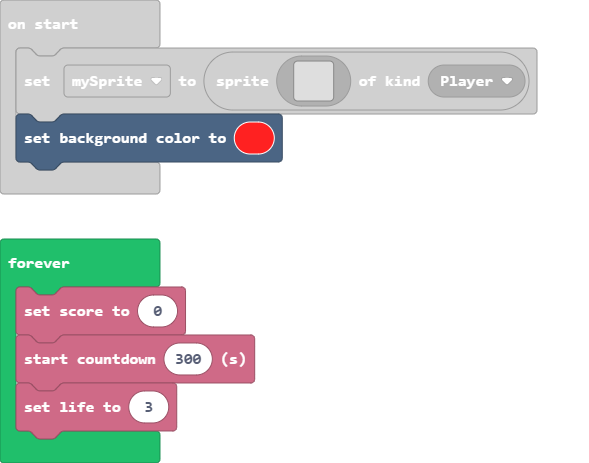 on start
set mySprite to sprite of kind Player
set background color to
forever
set score to 0
start countdown 300 (s)
set life to 3